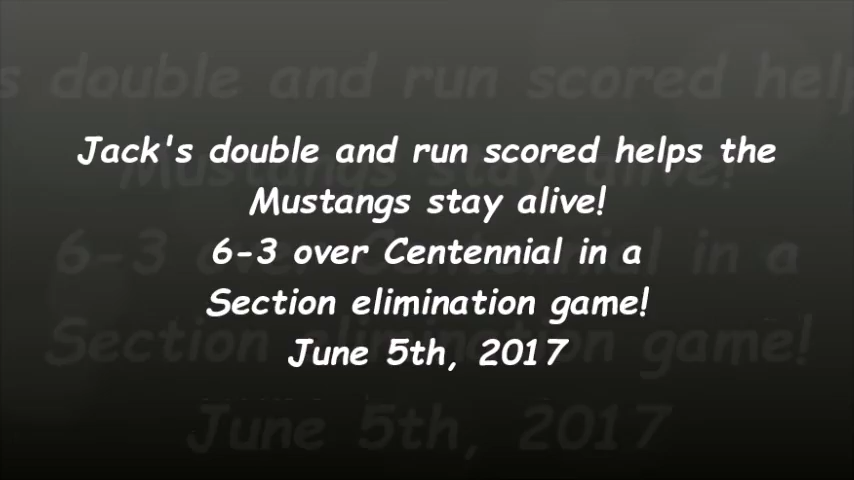 Jack's double and run scored helps the
Mustangs stay alive!
6-3 over Centennial in a
Section elimination game!
June 5th, 2017